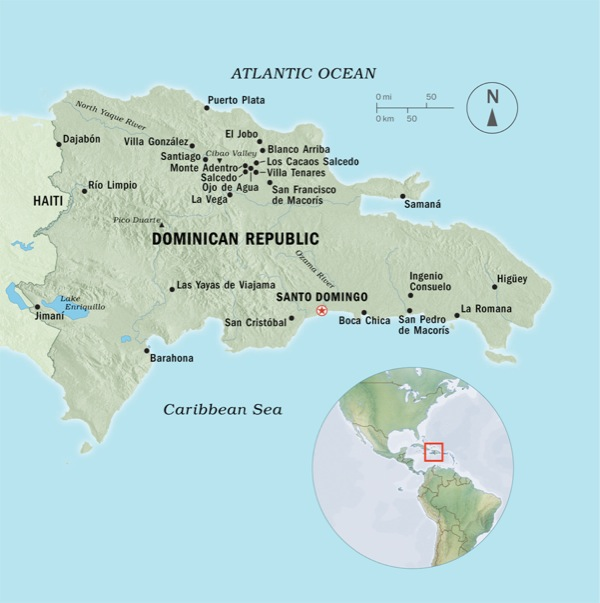 ATLANTIC OCEAN
0 mi 50
0 km 50
N
Puerto Plata
North Yaque River
Dajabón
Villa González
El Jobo
Blanco Arriba
Santiago
Cibao Valley
Los Cacaos Salcedo
Monte Adentro
Villa Tenares
Salcedo
Ojo de Agua
San Francisco
de Macorís
La Vega
Río Limpio
HAITI
Samaná
Pico Duarte
DOMINICAN REPUBLIC
Ozama River
Ingenio
Consuelo
Higüey
Las Yayas de Viajama
SANTO DOMINGO
Lake
Enriquillo
Jimaní
San Cristóbal
Boca Chica
San Pedro
de Macorís
La Romana
Barahona
Caribbean Sea